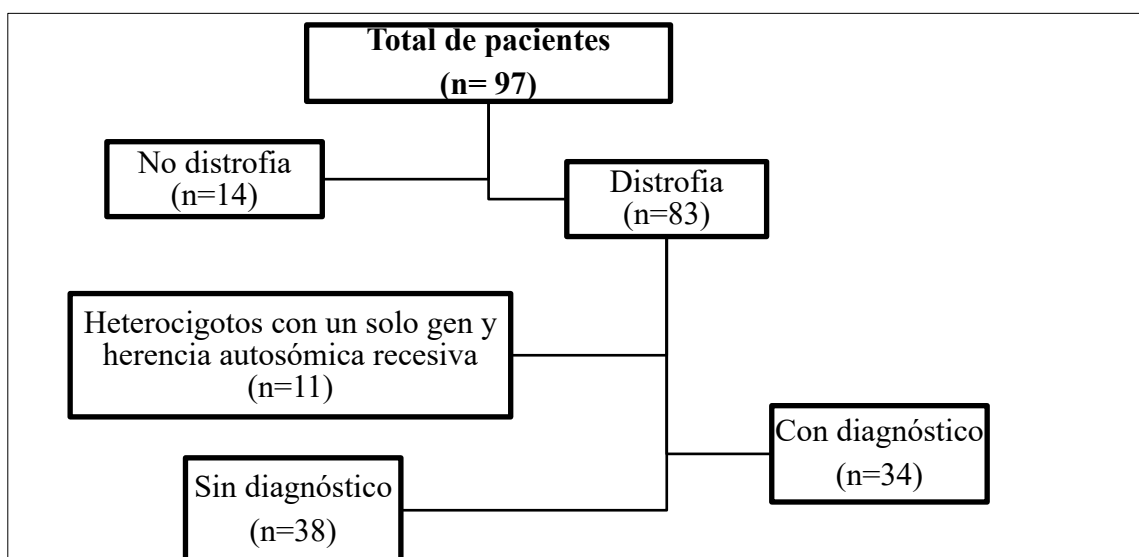 Total de pacientes
(n= 97)
No distrofia
(n=14)
Distrofia
(n=83)
Heterocigotos con un solo gen y
herencia autosómica recesiva
(n=11)
Con diagnóstico
(n=34)
Sin diagnóstico
(n=38)